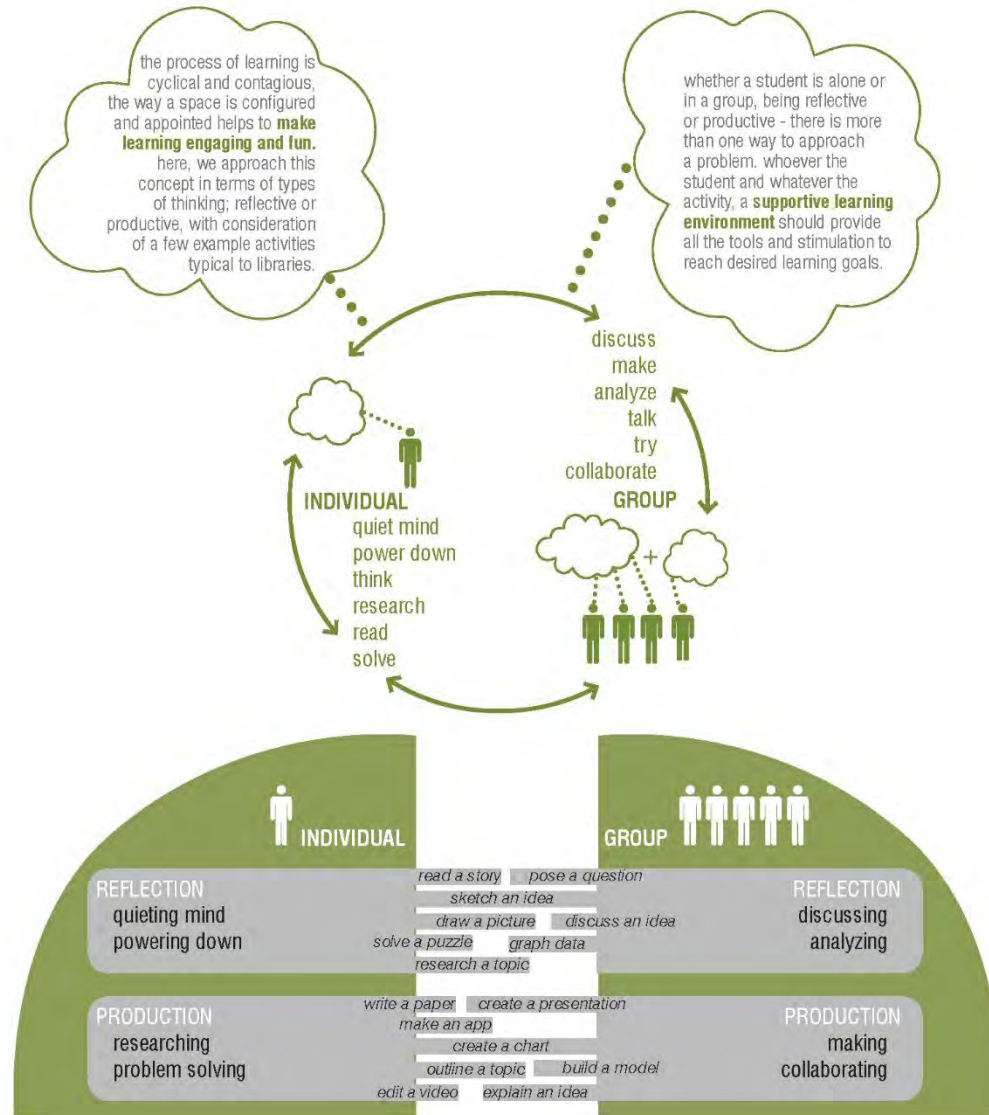 the process of learning is
cyclical and contagious,
the way a space is configured
and appointed helps to make
learning engaging and fun.
here, we approach this
concept in terms of types
of thinking; reflective or
productive, with consideration
of a few example activities
typical to libraries.
whether a student is alone or
in a group, being reflective
or productive - there is more
than one way to approach
a problem. whoever the
student and whatever the
activity, a supportive learning
environment should provide
all the tools and stimulation to
reach desired learning goals.
discuss
make
analyze
talk
try
collaborate
GROUP
+
INDIVIDUAL
quiet mind
power down
think
research
read
solve
INDIVIDUAL
GROUP
REFLECTION
quieting mind
powering down
read a story pose a question
sketch an idea
draw a picture discuss an idea
solve a puzzle graph data
research a topic
REFLECTION
discussing
analyzing
PRODUCTION
researching
problem solving
write a paper create a presentation
make an app
create a chart
outline a topic build a model
edit a video explain an idea
PRODUCTION
making
collaborating